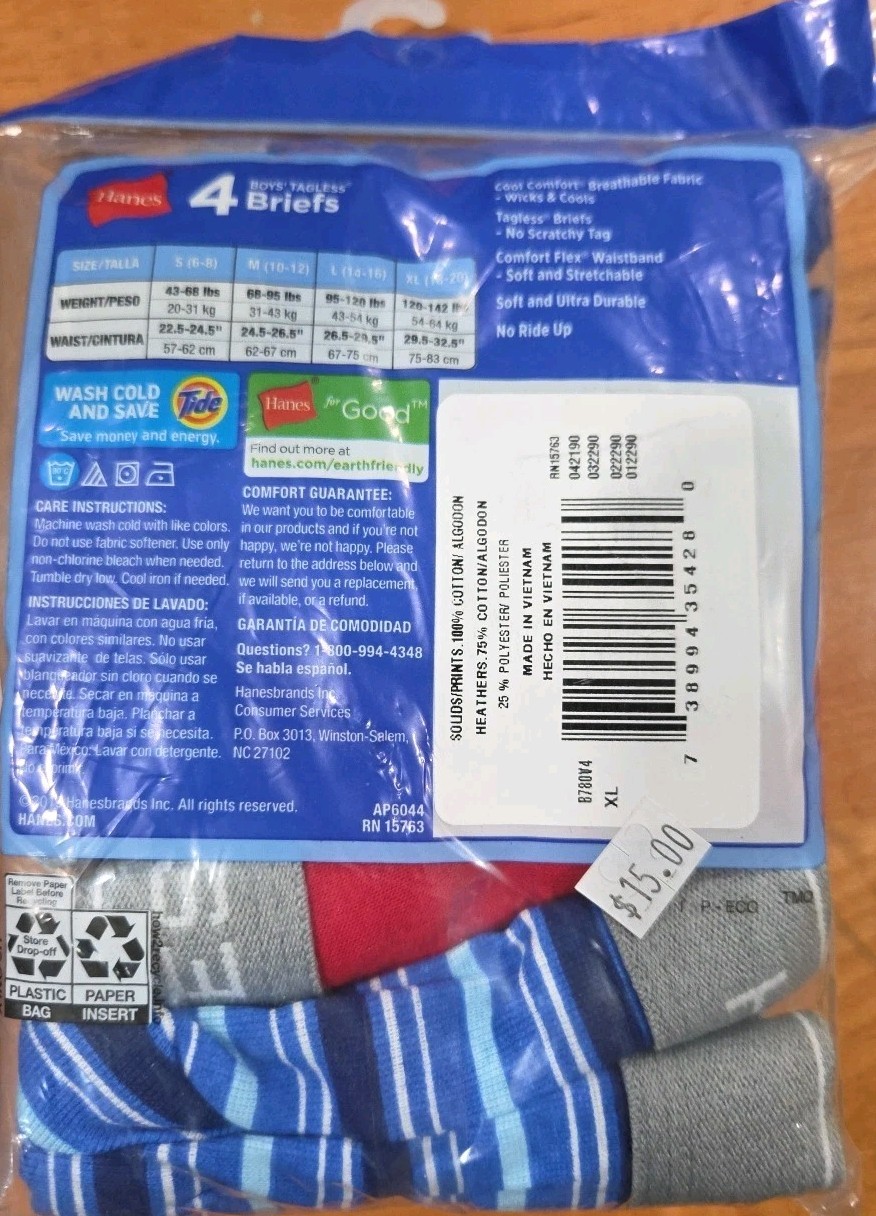 Hanes
4 BOYS' TAGLESS®
Briefs
Cool Comfort™ Breathable Fabric
- Wicks & Cools
Tagless® Briefs
- No Scratchy Tag
Comfort Flex® Waistband
- Soft and Stretchable
Soft and Ultra Durable
No Ride Up
SIZE/TALLA S (6-8) M (10-12) L (14-16) XL
WEIGHT/PESO 43-68 lbs 68-95 lbs 95-120 lbs 120-142 lbs
20-31 kg 31-43 kg 43-54 kg 54-64 kg
WAIST/CINTURA 22.5-24.5" 24.5-26.5" 26.5-29.5" 29.5-32.5"
57-62 cm 62-67 cm 67-75 cm 75-83 cm
WASH COLD
AND SAVE
Tide
Save money and energy.
Hanes® for Good™
Find out more at
hanes.com/earthfriendly
CARE INSTRUCTIONS:
Machine wash cold with like colors.
Do not use fabric softener. Use only
non-chlorine bleach when needed.
Tumble dry low. Cool iron if needed.
INSTRUCCIONES DE LAVADO:
Lavar en máquina con agua fría,
con colores similares. No usar
suavizante de telas. Sólo usar
blanqueador sin cloro cuando se
necesite. Secar en máquina a
temperatura baja. Planchar a
temperatura baja si se necesita.
Para México: Lavar con detergente.
COMFORT GUARANTEE:
We want you to be comfortable
in our products and if you're not
happy, we're not happy. Please
return to the address below and
we will send you a replacement,
if available, or a refund.
GARANTÍA DE COMODIDAD
Questions? 1-800-994-4348
Se habla español.
Hanesbrands Inc.
Consumer Services
P.O. Box 3013, Winston-Salem,
NC 27102
Hanesbrands Inc. All rights reserved.
HANES.COM
AP6044
RN 15763
SOLIDS/PRINTS.100% COTTON/ ALGODON
HEATHERS.75% COTTON/ALGODON
25 % POLYESTER/ POLIESTER
MADE IN VIETNAM
HECHO EN VIETNAM
RN15763
042190
032290
022290
012290
7 38994 35428 0
B780V4
XL
$15.00
P-ECG
TMO
Remove Paper
Label Before
Recycling
Store
Drop-off
PLASTIC
BAG
PAPER
INSERT